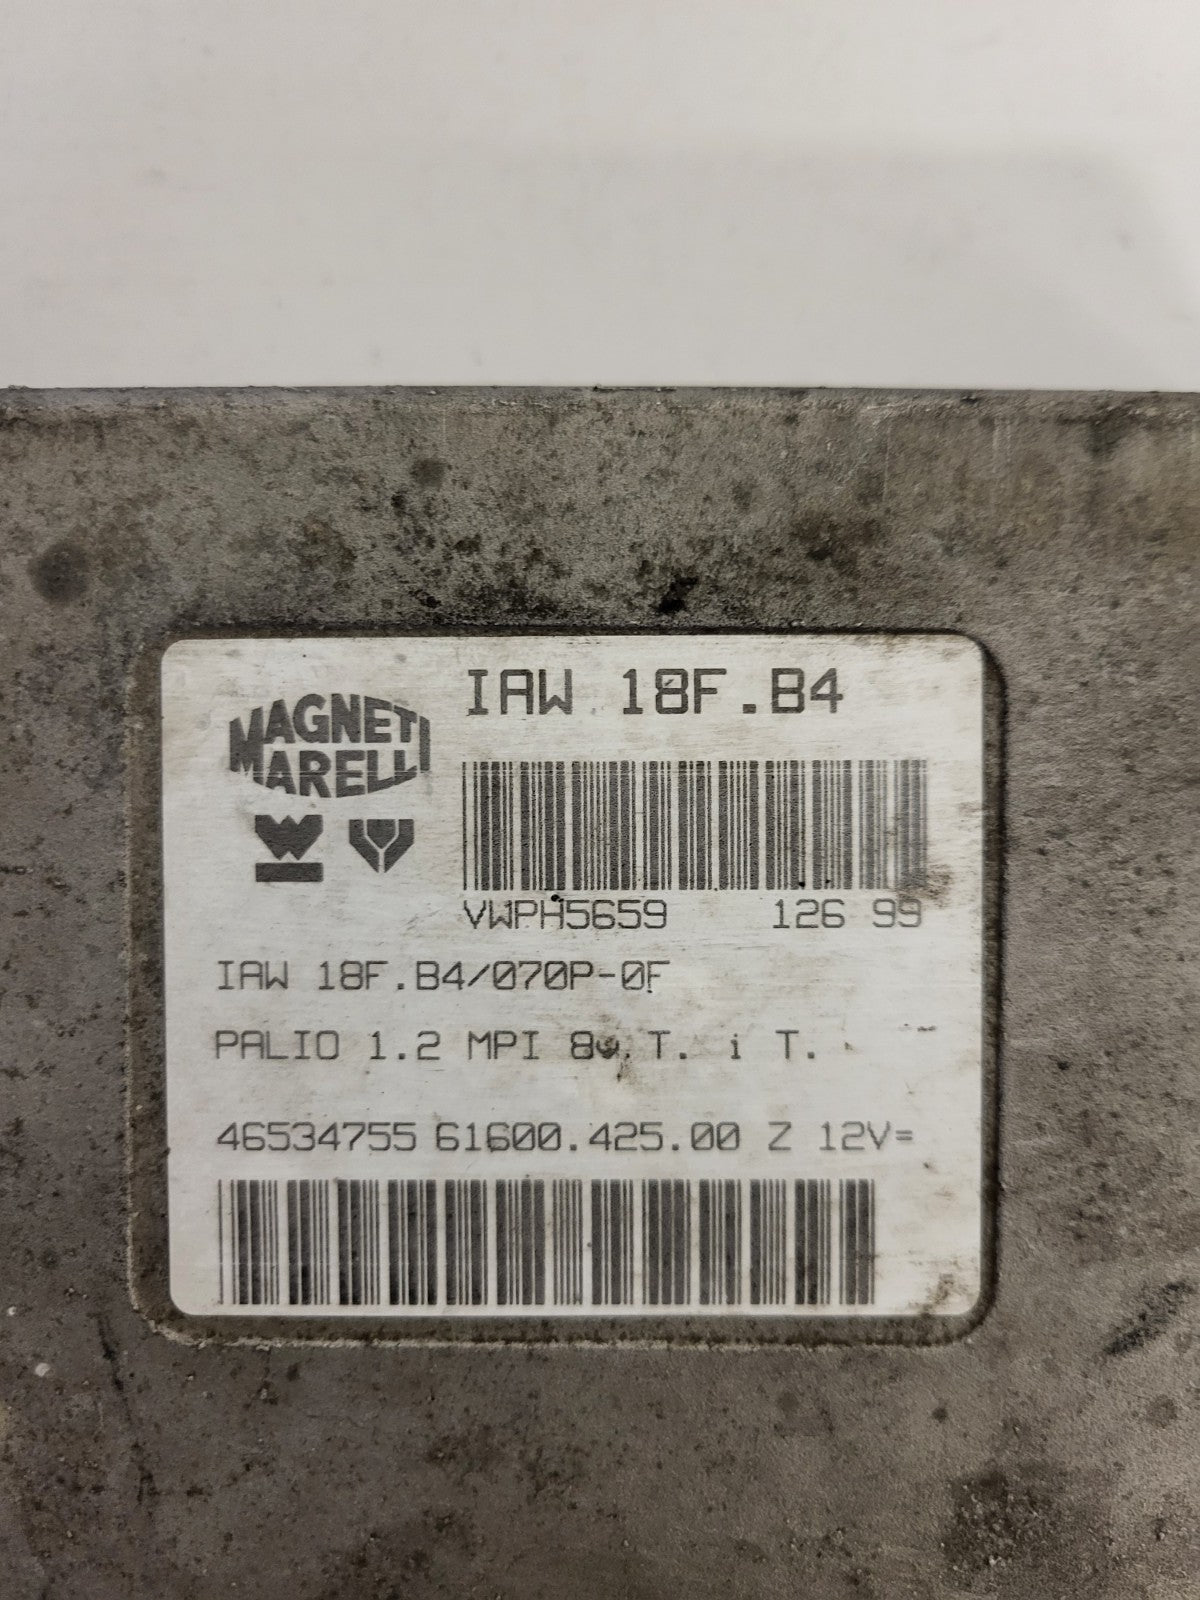 IAW 18F.B4
MAGNETI
MARELLI
VWPH5659 126 99
IAW 18F.B4/070P-0F
PALIO 1.2 MPI T. i T.
46534755 61600.425.00 Z 12V=